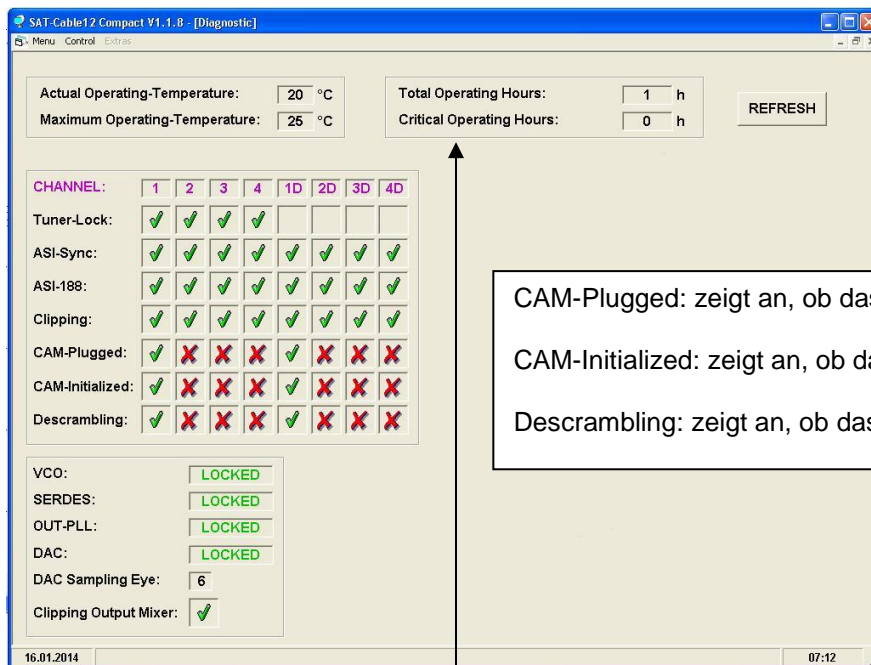 SAT-Cable12 Compact V1.1.8 - [Diagnostic]
Menu Control Extras
Actual Operating-Temperature: 20 °C
Maximum Operating-Temperature: 25 °C
Total Operating Hours: 1 h
Critical Operating Hours: 0 h
REFRESH
CHANNEL: 1 2 3 4 1D 2D 3D 4D
Tuner-Lock:
ASI-Sync:
ASI-188:
Clipping:
CAM-Plugged:
CAM-Initialized:
Descrambling:
CAM-Plugged: zeigt an, ob das
CAM-Initialized: zeigt an, ob da
Descrambling: zeigt an, ob das
VCO: LOCKED
SERDES: LOCKED
OUT-PLL: LOCKED
DAC: LOCKED
DAC Sampling Eye: 6
Clipping Output Mixer:
16.01.2014 07:12